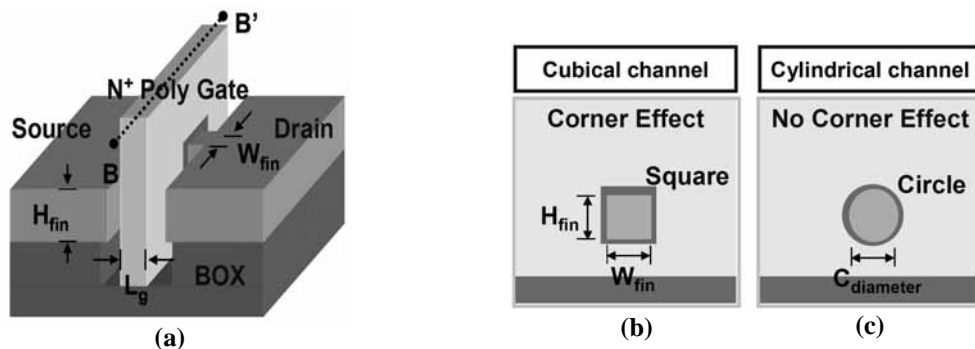 B'
N+ Poly Gate
Source
Drain
B
W_fin
H_fin
L_g
BOX
(a)
Cubical channel
Corner Effect
Square
H_fin
W_fin
(b)
Cylindrical channel
No Corner Effect
Circle
C_diameter
(c)